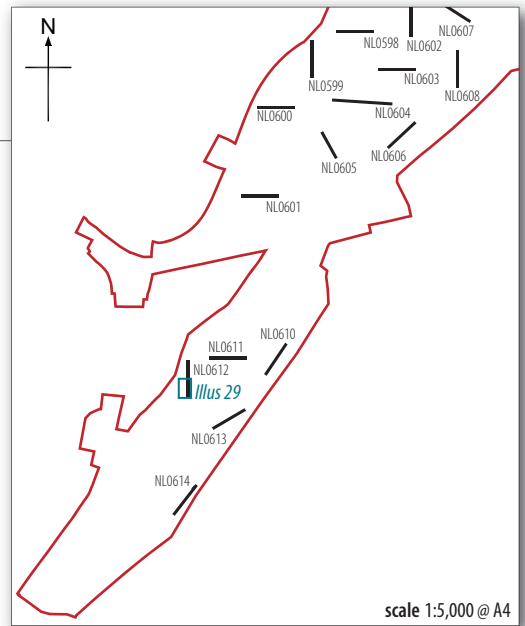 N
NL0607
NL0598
NL0602
NL0603
NL0599
NL0608
NL0600
NL0604
NL0606
NL0605
NL0601
NL0610
NL0611
NL0612
Illus 29
NL0613
NL0614
scale 1:5,000 @ A4